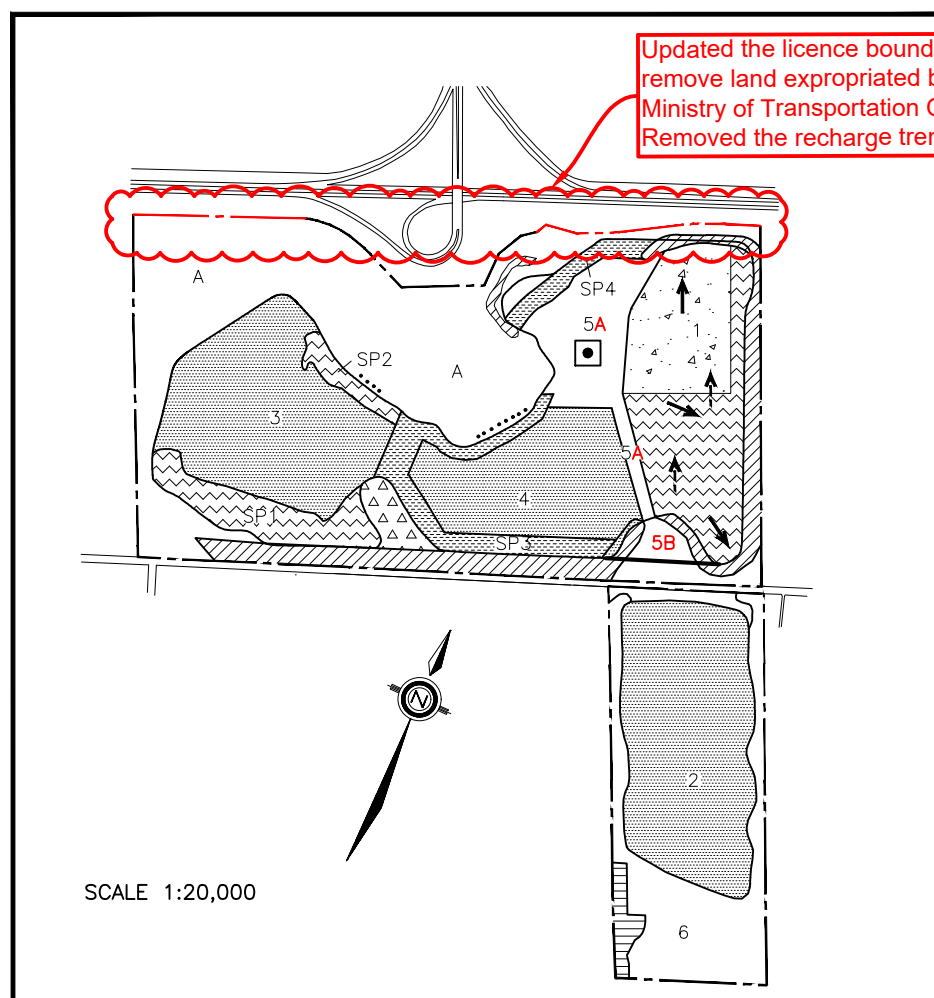 Updated the licence bound
remove land expropriated b
Ministry of Transportation
Removed the recharge
A
SP4
5A
1
SP2
A
3
5A
4
SP1
SP3
5B
N
2
SCALE 1:20,000
6